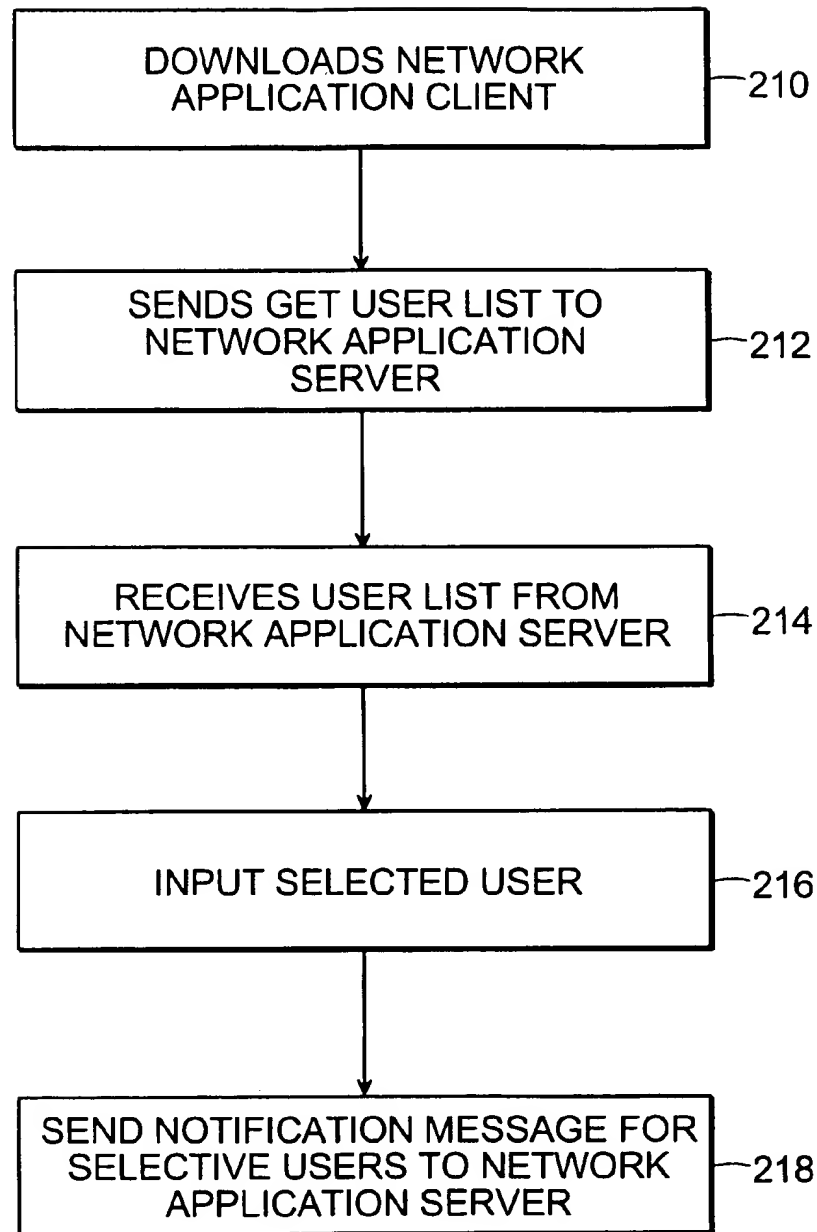 DOWNLOADS NETWORK
APPLICATION CLIENT
210
SENDS GET USER LIST TO
NETWORK APPLICATION
SERVER
212
RECEIVES USER LIST FROM
NETWORK APPLICATION SERVER
214
INPUT SELECTED USER
216
SEND NOTIFICATION MESSAGE FOR
SELECTIVE USERS TO NETWORK
APPLICATION SERVER
218